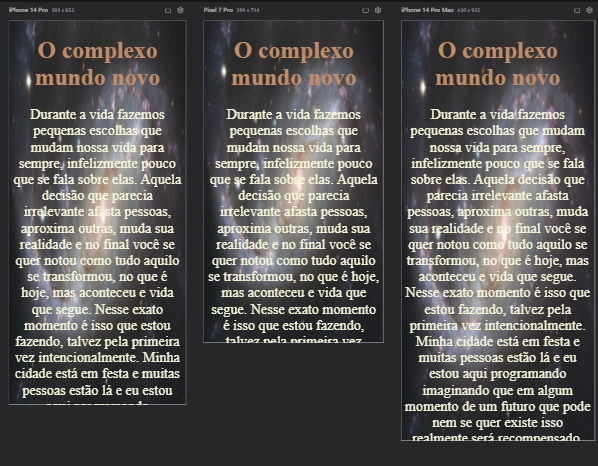 iPhone 14 Pro 393 x 852
O complexo
mundo novo
Durante a vida fazemos
pequenas escolhas que
mudam nossa vida para
sempre, infelizmente pouco
que se fala sobre elas. Aquela
decisão que parecia
irrelevante afasta pessoas,
aproxima outras, muda sua
realidade e no final você se
quer notou como tudo aquilo
se transformou, no que é
hoje, mas aconteceu e vida
que segue. Nesse exato
momento é isso que estou
fazendo, talvez pela primeira
vez intencionalmente. Minha
cidade está em festa e muitas
pessoas estão lá e eu estou
aqui programando
Pixel 7 Pro 399 x 714
O complexo
mundo novo
Durante a vida fazemos
pequenas escolhas que
mudam nossa vida para
sempre, infelizmente pouco
que se fala sobre elas. Aquela
decisão que parecia
irrelevante afasta pessoas,
aproxima outras, muda sua
realidade e no final você se
quer notou como tudo aquilo
se transformou, no que é hoje,
mas aconteceu e vida que
segue. Nesse exato momento
é isso que estou fazendo,
talvez pela primeira vez
iPhone 14 Pro Max 430 x 932
O complexo
mundo novo
Durante a vida fazemos
pequenas escolhas que mudam
nossa vida para sempre,
infelizmente pouco que se fala
sobre elas. Aquela decisão que
parecia irrelevante afasta
pessoas, aproxima outras, muda
sua realidade e no final você se
quer notou como tudo aquilo se
transformou, no que é hoje, mas
aconteceu e vida que segue.
Nesse exato momento é isso que
estou fazendo, talvez pela
primeira vez intencionalmente.
Minha cidade está em festa e
muitas pessoas estão lá e eu
estou aqui programando
imaginando que em algum
momento de um futuro que pode
nem se quer existe isso
realmente será recompensado